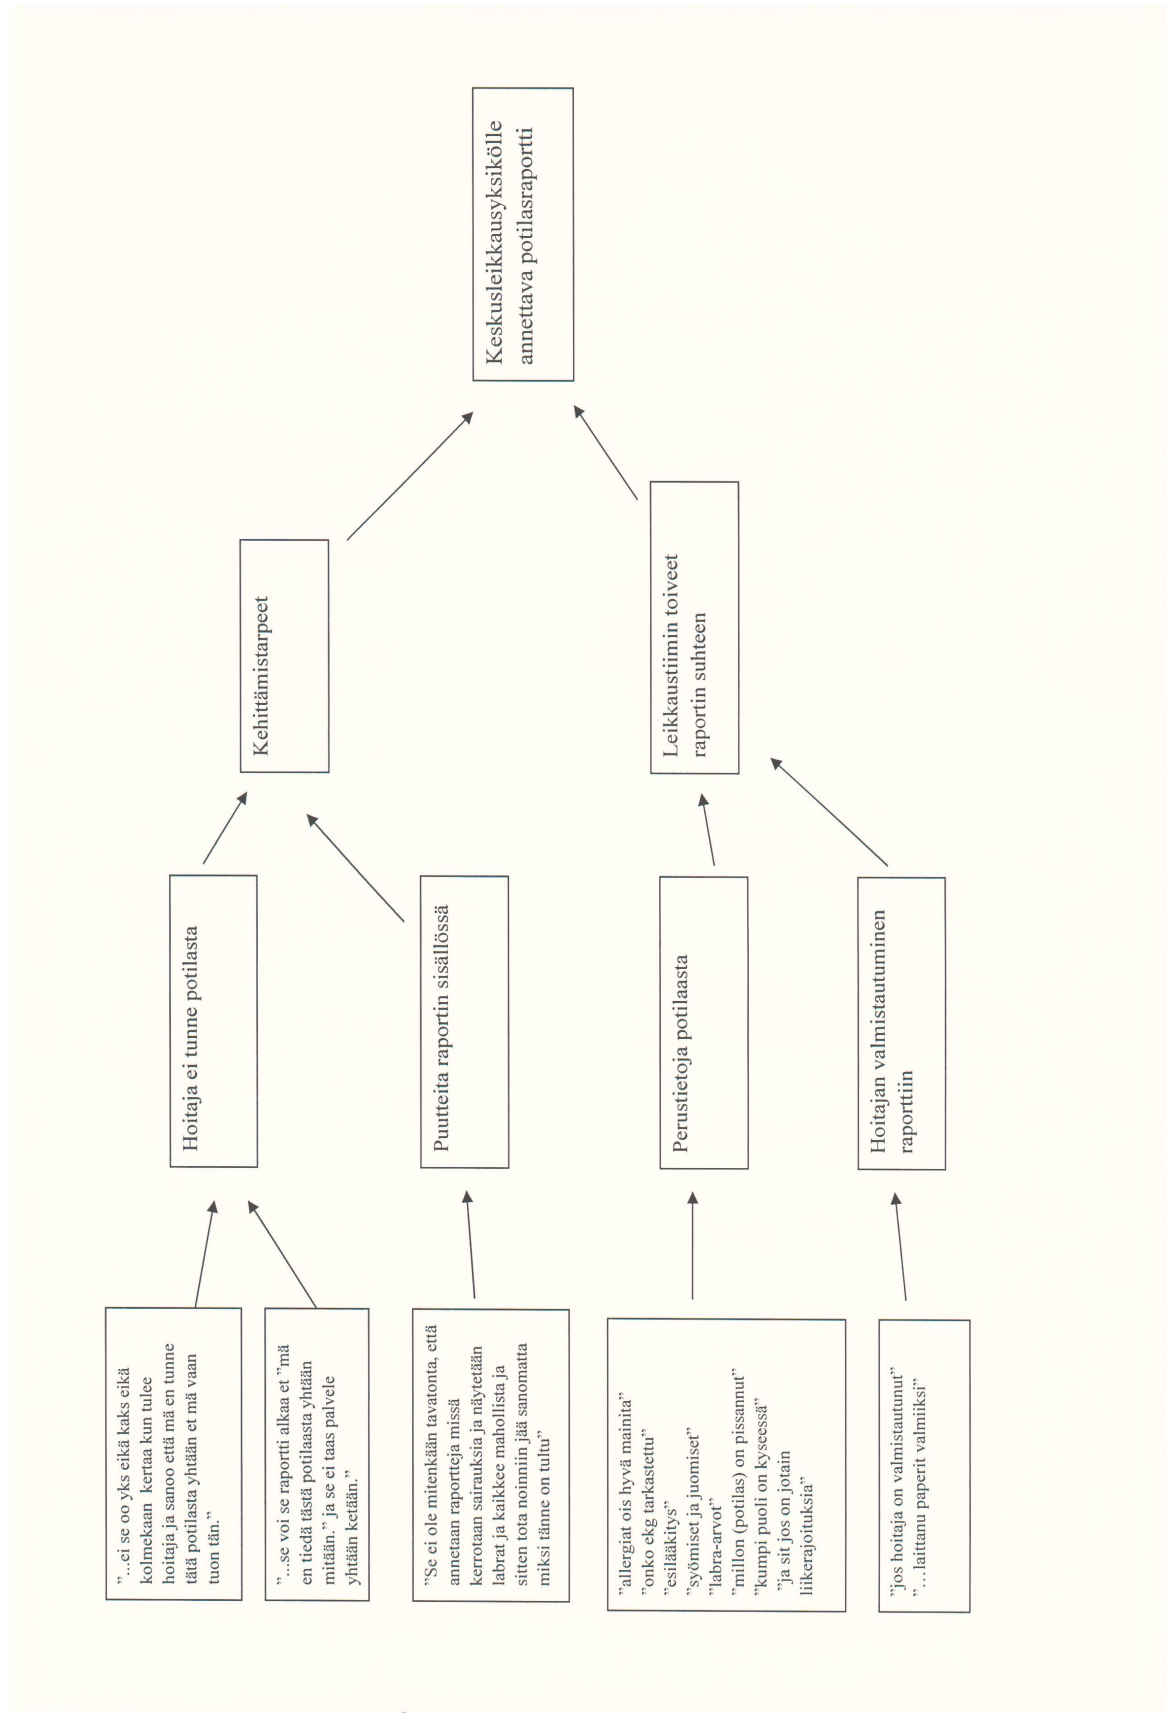 ”...ei se oo yks eikä kaks eikä
kolmekaan  kertaa kun tulee
hoitaja ja sanoo että mä en tunne
tätä potilasta yhtään et mä vaan
tuon tän.”
”...se voi se raportti alkaa et ”mä
en tiedä tästä potilaasta yhtään
mitään.” ja se ei taas palvele
yhtään ketään.”
”Se ei ole mitenkään tavatonta, että
annetaan raportteja missä
kerrotaan sairauksia ja näytetään
labrat ja kaikkee mahollista ja
sitten tota noinniin jää sanomatta
miksi tänne on tultu”
”allergiat ois hyvä mainita”
”onko ekg tarkastettu”
”esilääkitys”
”syömiset ja juomiset”
”labra-arvot”
”millon (potilas) on pissannut”
”kumpi puoli on kyseessä”
”ja sit jos on jotain
liikerajoituksia”
”jos hoitaja on valmistautunut”
”...laittanu paperit valmiiksi”
Hoitaja ei tunne potilasta
Puutteita raportin sisällössä
Perustietoja potilaasta
Hoitajan valmistautuminen
raporttiin
Kehittämistarpeet
Leikkaustiimin toiveet
raportin suhteen
Keskusleikkausyksikölle
annettava potilasraportti